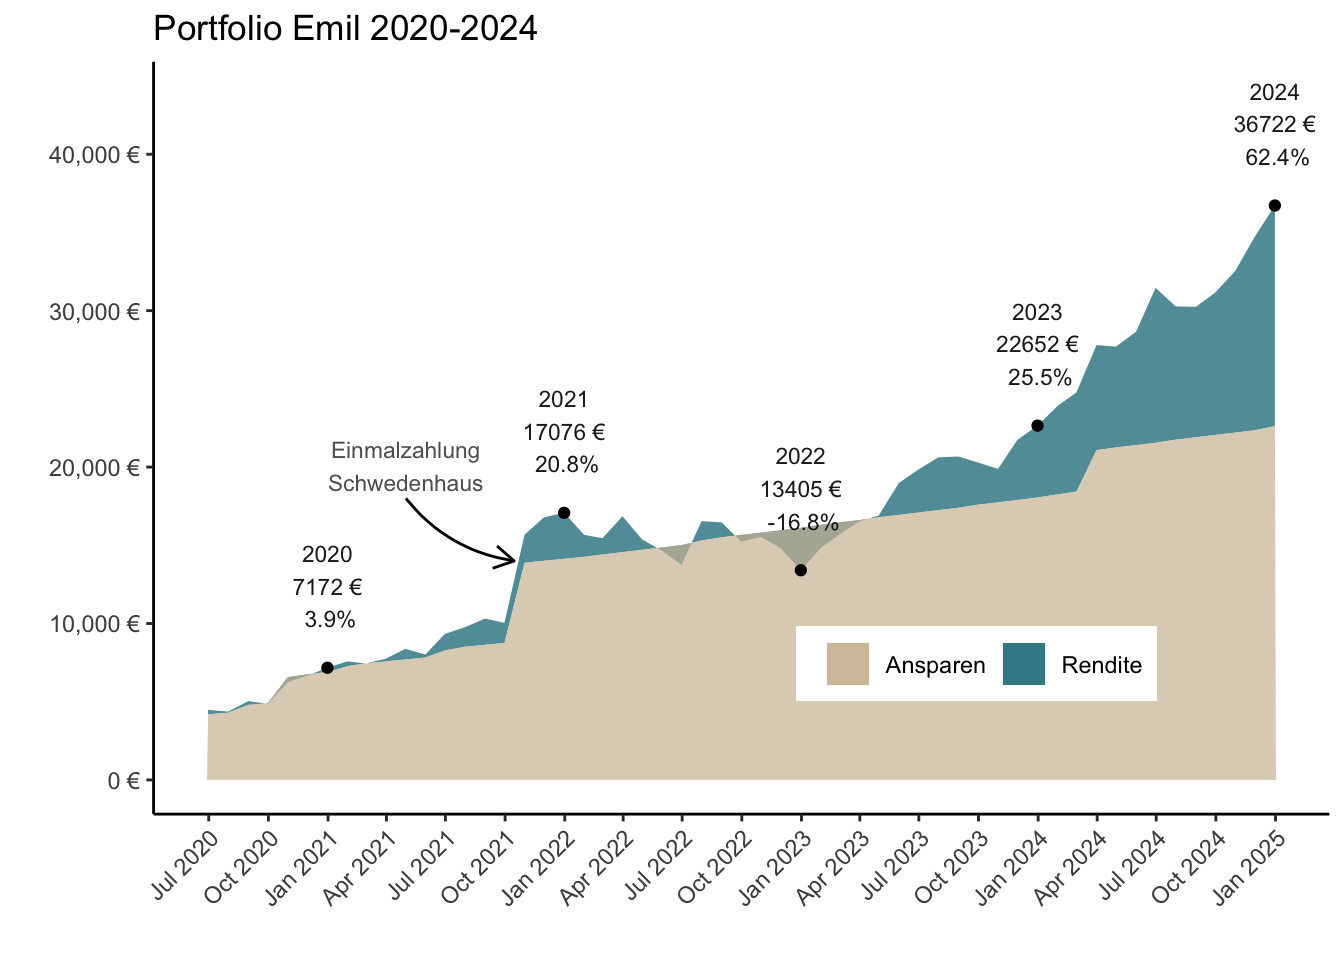 Portfolio Emil 2020-2024
40,000 €
30,000 €
20,000 €
10,000 €
0 €
2020
7172 €
3.9%
Einmalzahlung
Schwedenhaus
2021
17076 €
20.8%
2022
13405 €
-16.8%
2023
22652 €
25.5%
2024
36722 €
62.4%
Ansparen
Rendite
Jul 2020
Oct 2020
Jan 2021
Apr 2021
Jul 2021
Oct 2021
Jan 2022
Apr 2022
Jul 2022
Oct 2022
Jan 2023
Apr 2023
Jul 2023
Oct 2023
Jan 2024
Apr 2024
Jul 2024
Oct 2024
Jan 2025